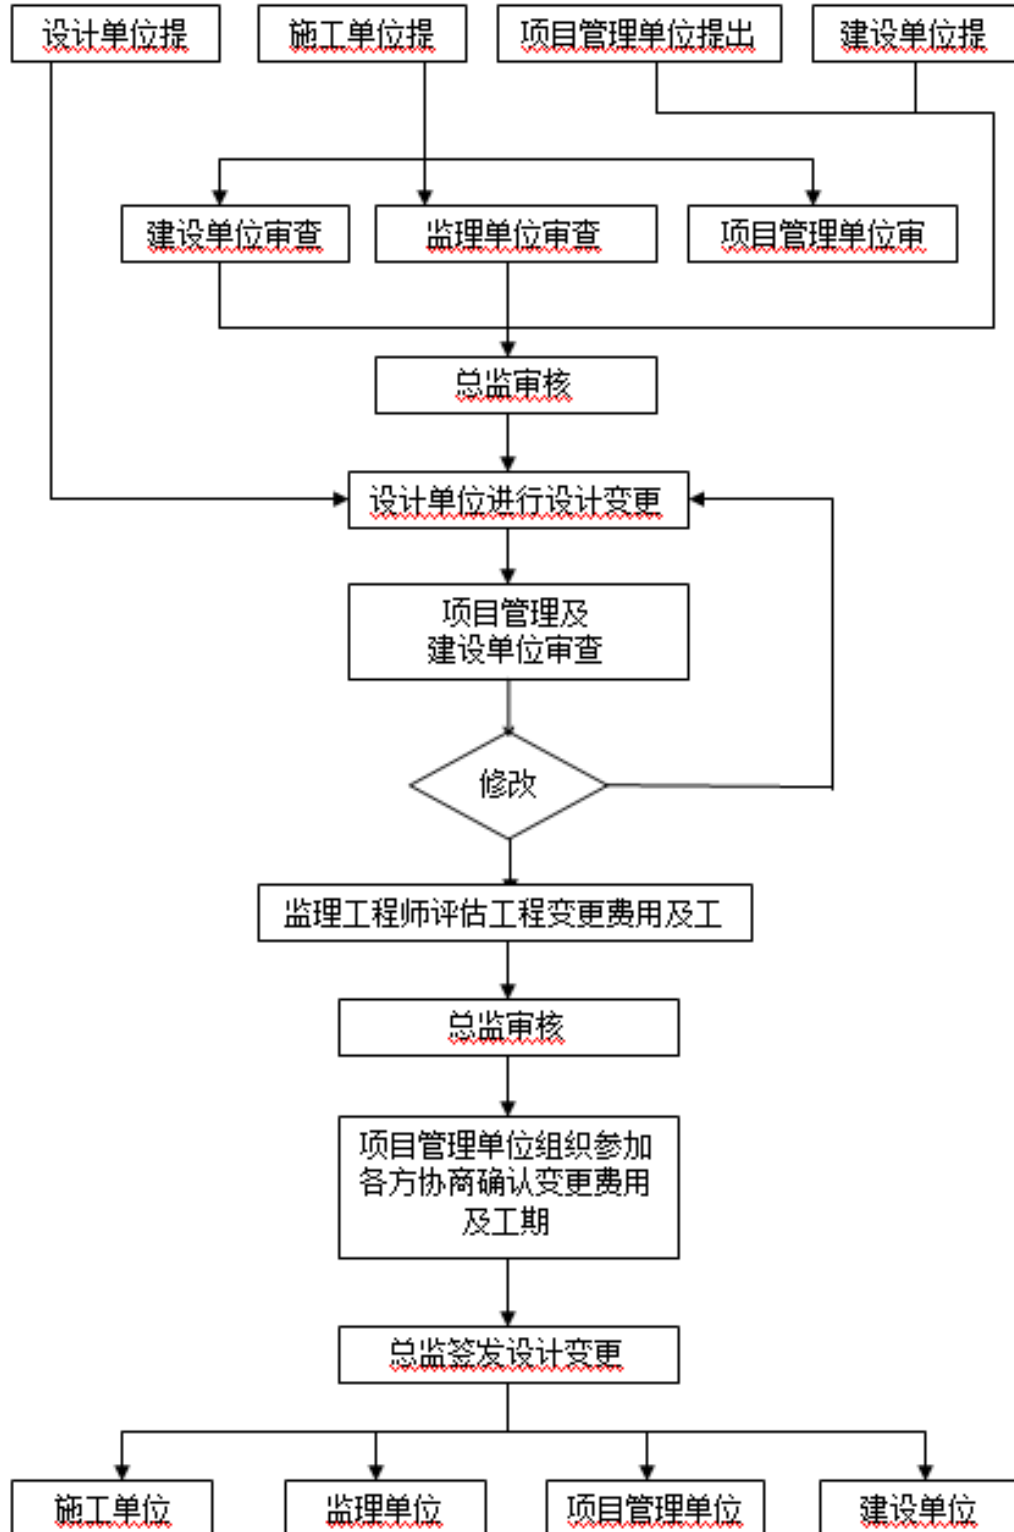 设计单位提
施工单位提
项目管理单位提出
建设单位提
建设单位审查
监理单位审查
项目管理单位审
总监审核
设计单位进行设计变更
项目管理及
建设单位审查
修改
监理工程师评估工程变更费用及工
总监审核
项目管理单位组织参加
各方协商确认变更费用
及工期
总监签发设计变更
施工单位
监理单位
项目管理单位
建设单位